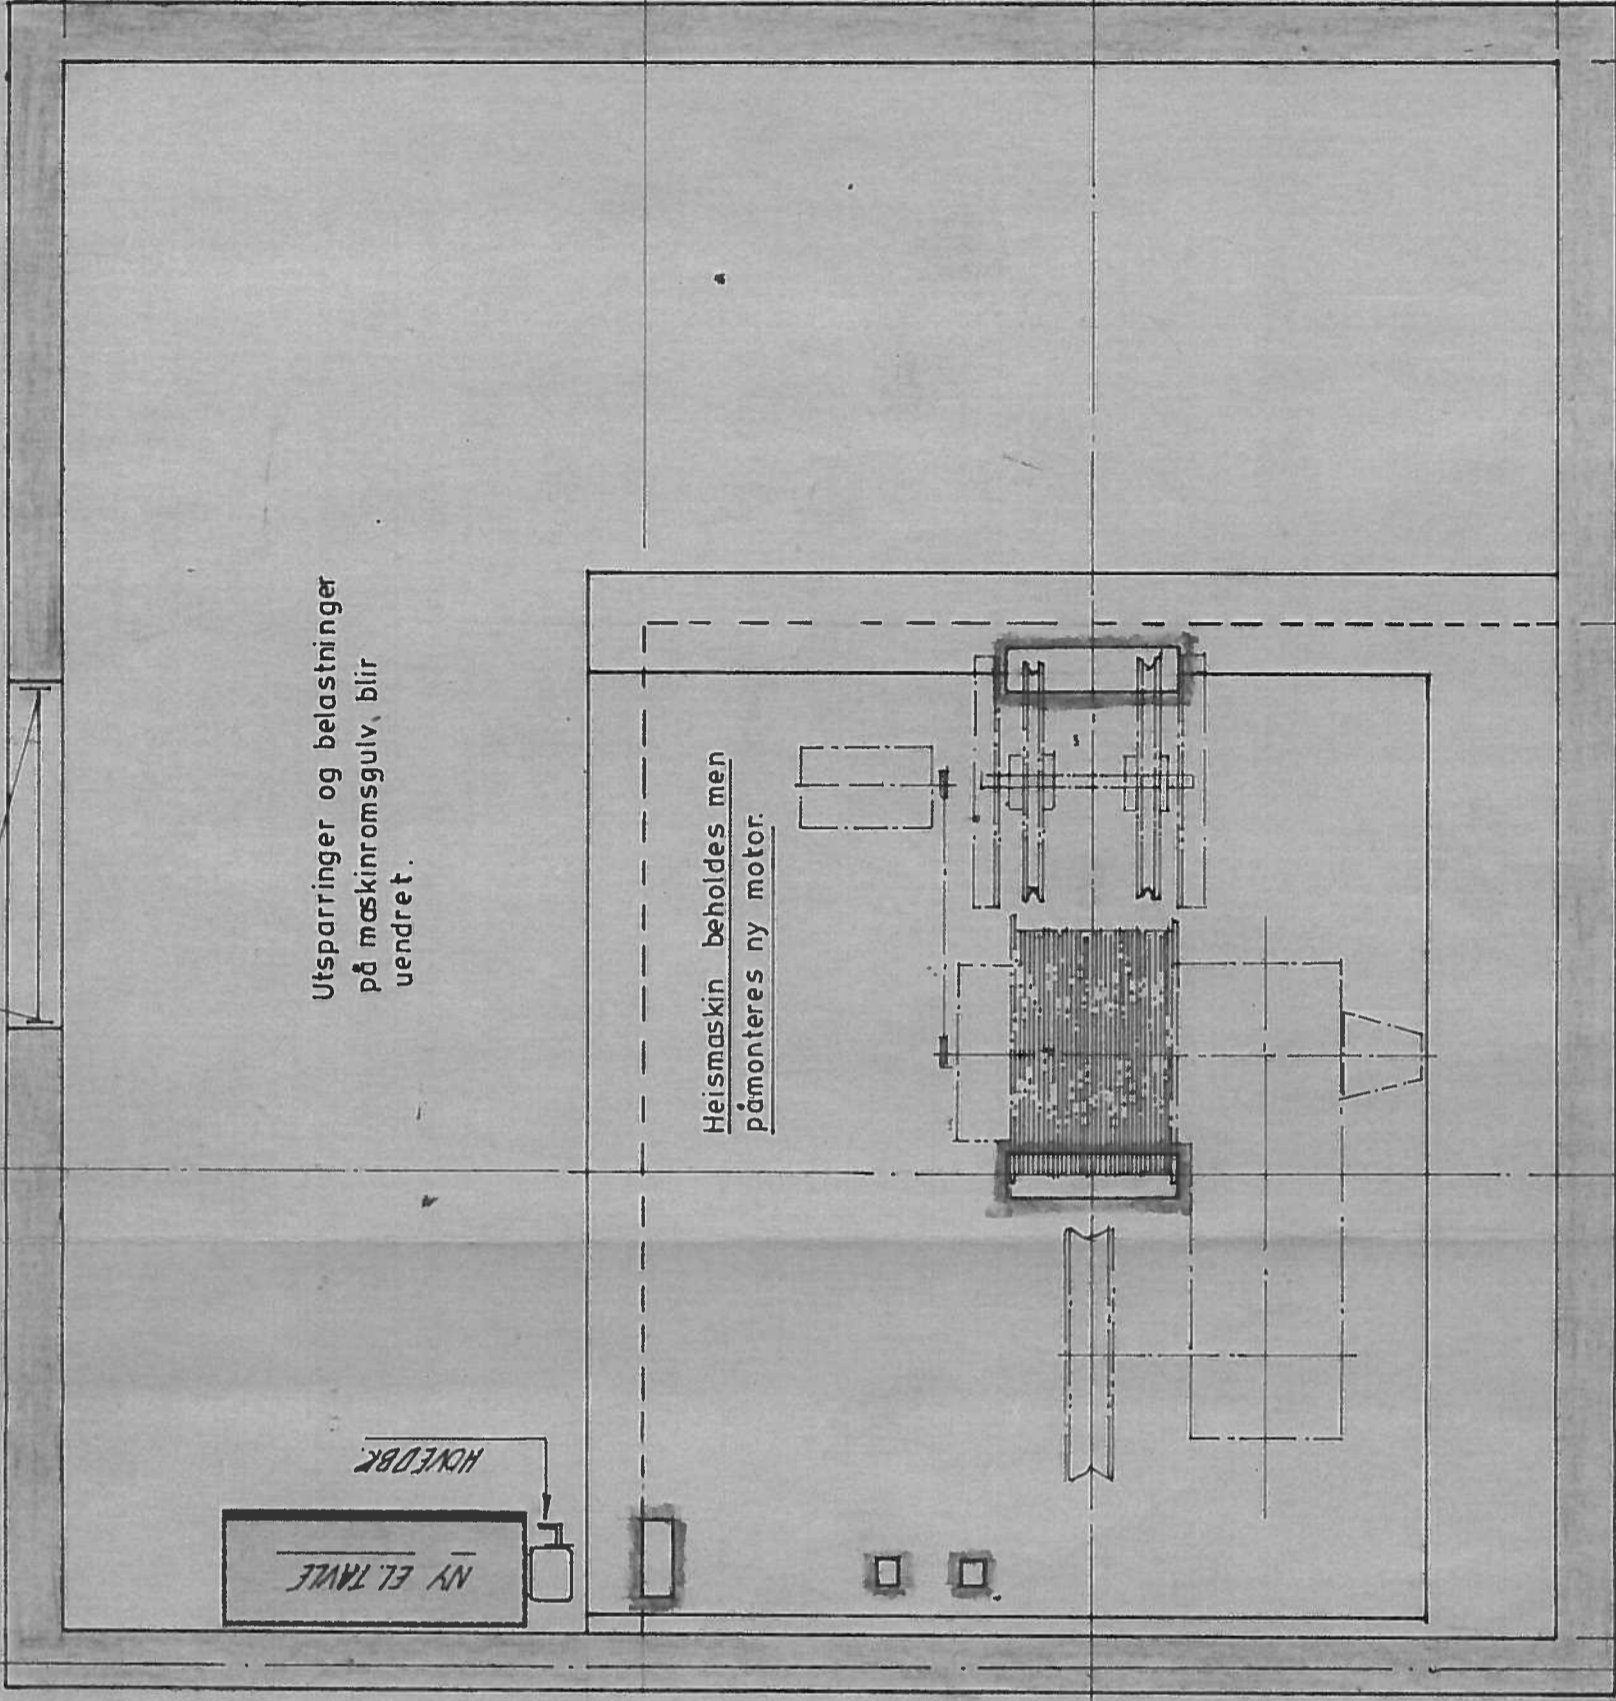 Utsparringer og belastninger
på maskinromsgulv, blir
uendret.
Heismaskin beholdes men
påmonteres ny motor.
HOVEDBR.
NY EL.TAVLE